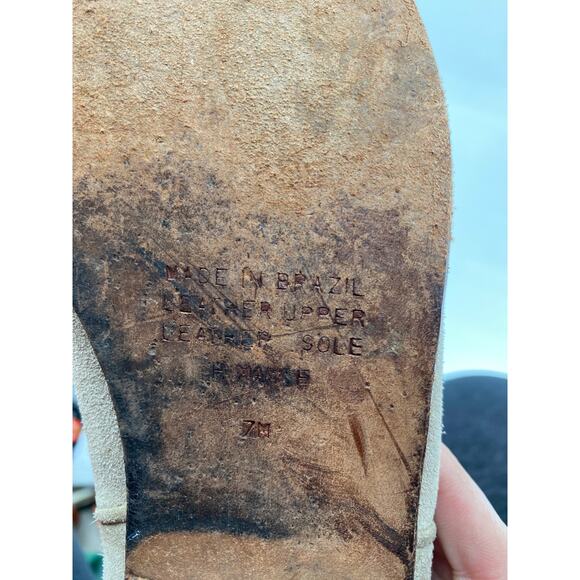 MADE IN BRAZIL
LEATHER UPPER
LEATHER SOLE
7M